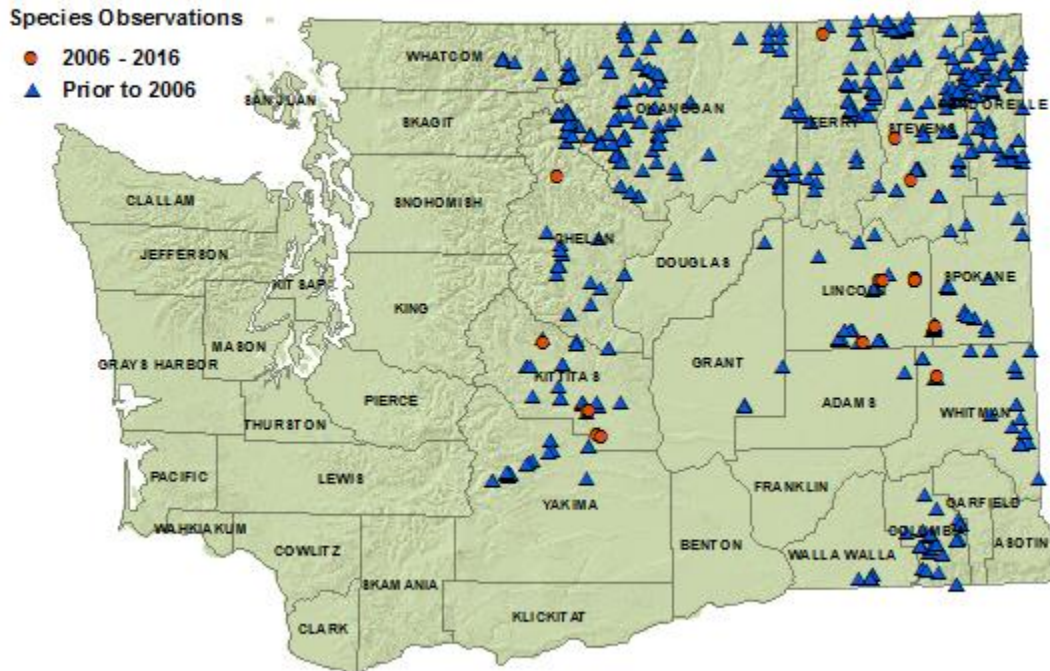 Species Observations
2006 - 2016
Prior to 2006
WHATCOM
SAN JUAN
SKAGIT
OKANOGAN
FERRY
STEVENS
PEND OREILLE
CLALLAM
SNOHOMISH
CHELAN
JEFFERSON
KITSAP
DOUGLAS
LINCOLN
SPOKANE
KING
MASON
GRAYS HARBOR
GRANT
KITTITAS
PIERCE
ADAMS
WHITMAN
THURSTON
PACIFIC
LEWIS
YAKIMA
FRANKLIN
GARFIELD
WAHKIAKUM
COWLITZ
BENTON
WALLA WALLA
COLUMBIA
ASOTIN
SKAMANIA
KLICKITAT
CLARK